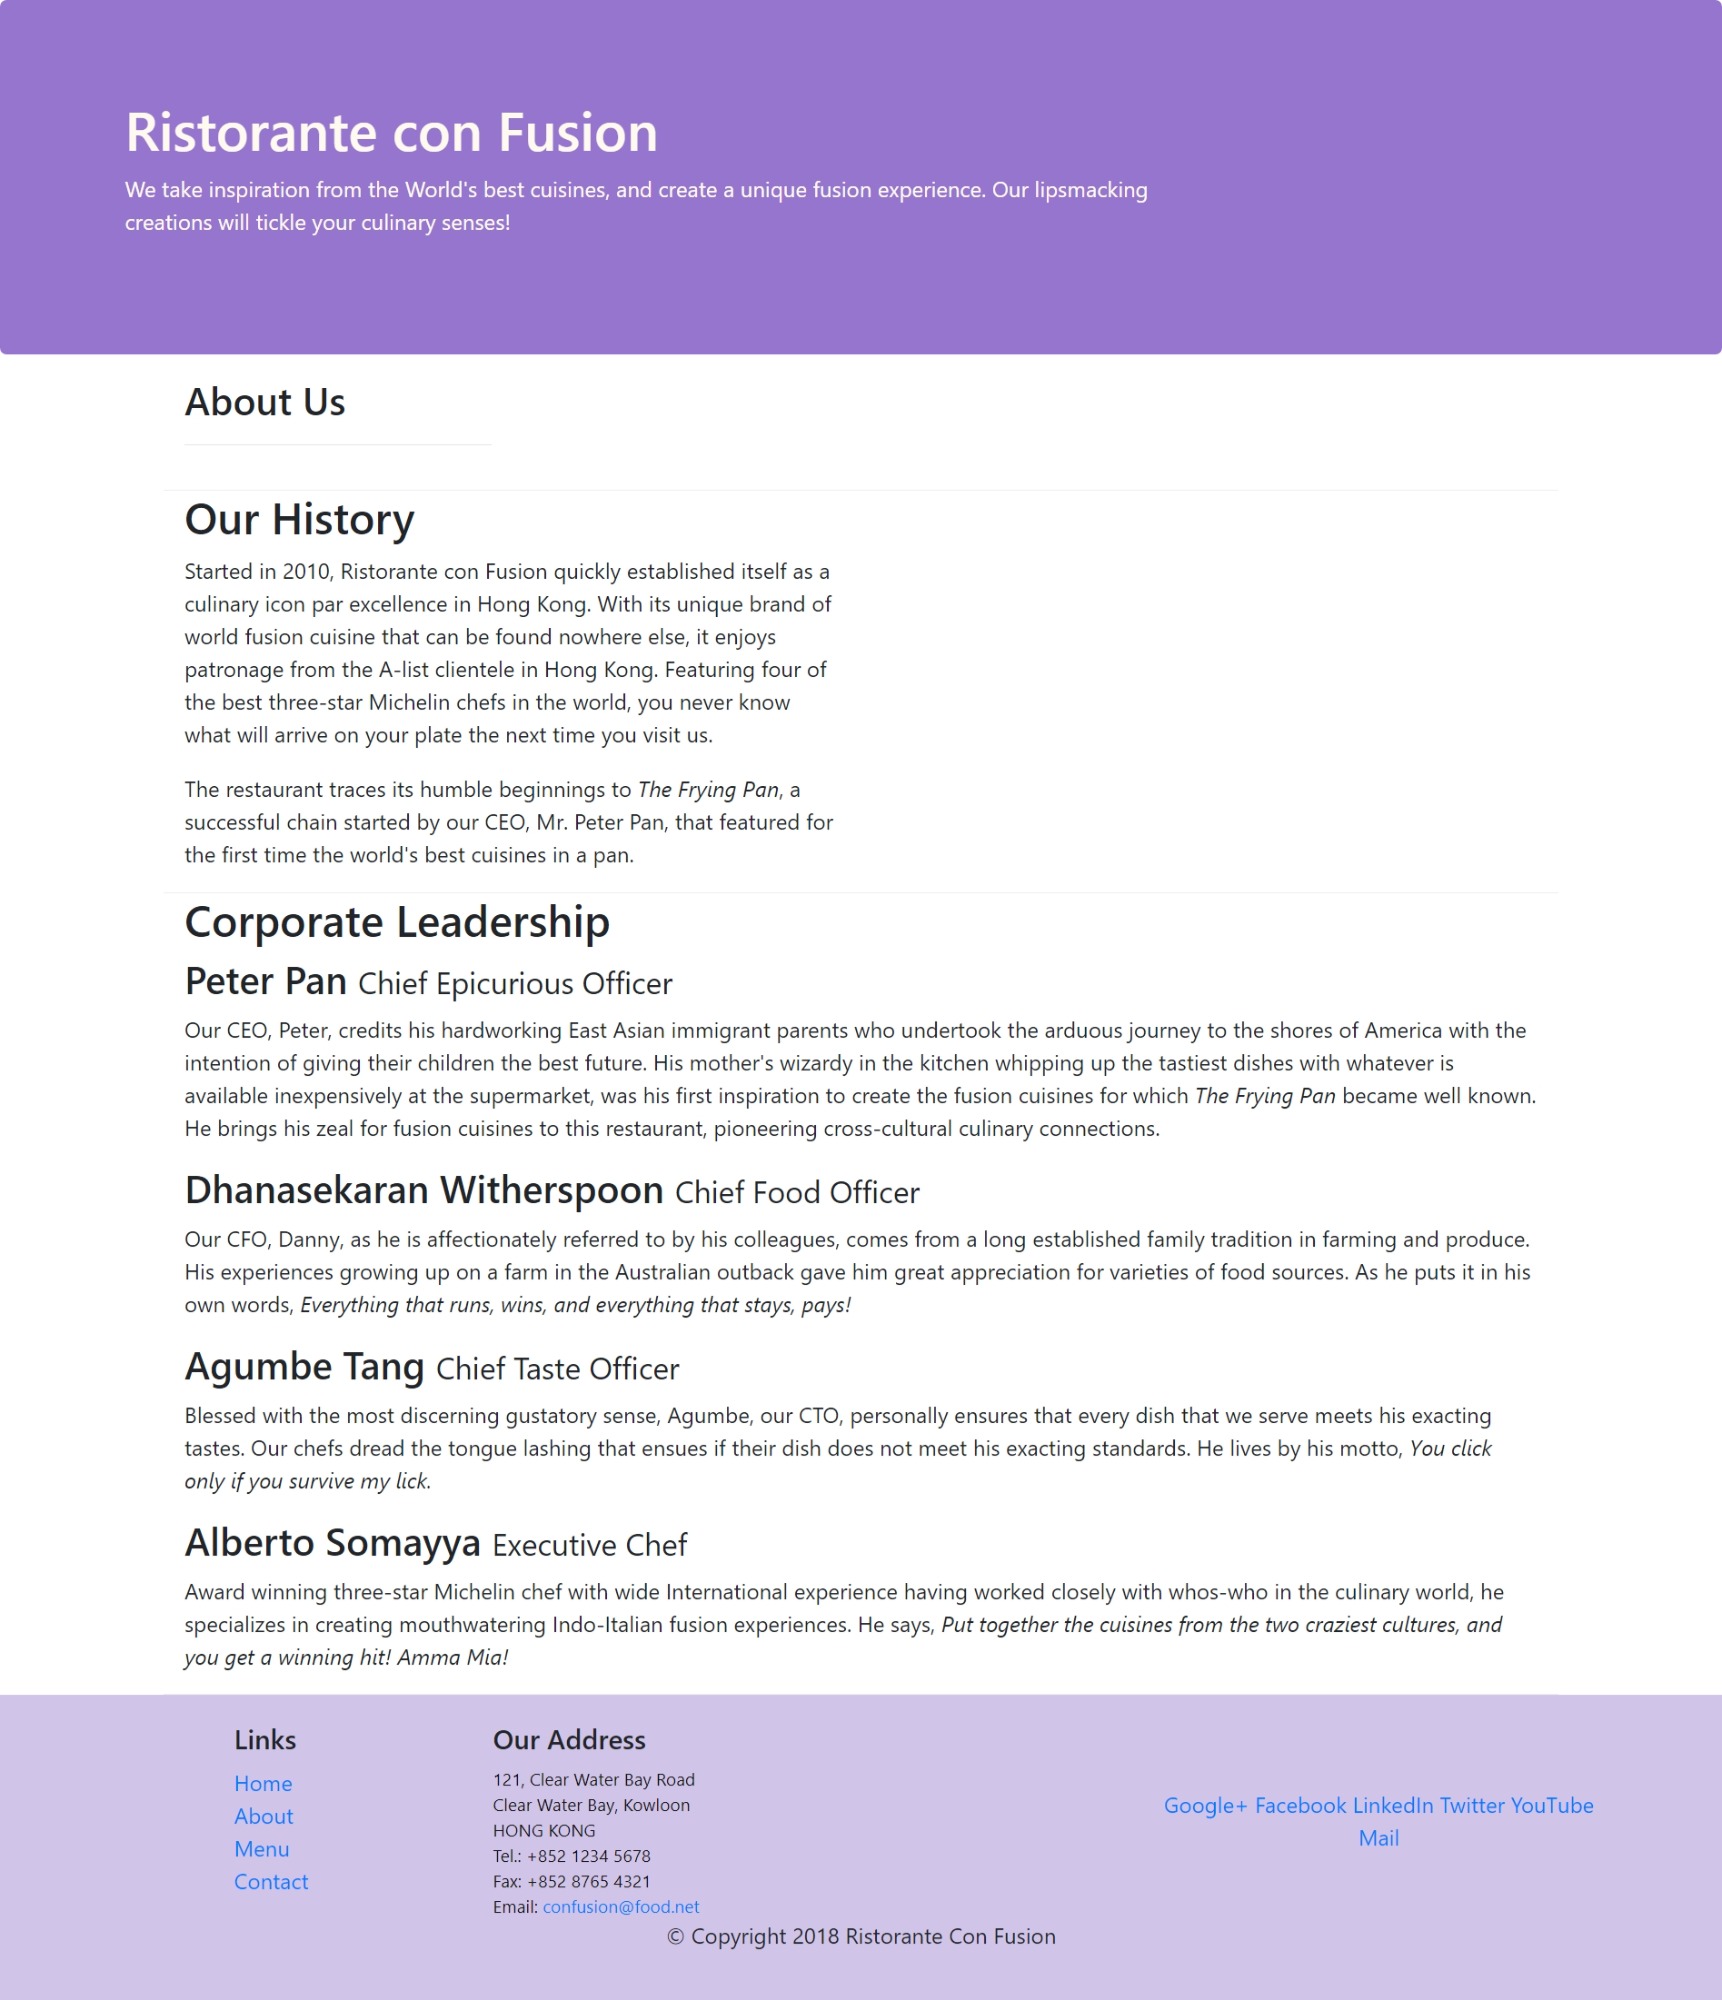 Ristorante con Fusion
We take inspiration from the World's best cuisines, and create a unique fusion experience. Our lipsmacking
creations will tickle your culinary senses!
About Us
Our History
Started in 2010, Ristorante con Fusion quickly established itself as a
culinary icon par excellence in Hong Kong. With its unique brand of
world fusion cuisine that can be found nowhere else, it enjoys
patronage from the A-list clientele in Hong Kong. Featuring four of
the best three-star Michelin chefs in the world, you never know
what will arrive on your plate the next time you visit us.
The restaurant traces its humble beginnings to The Frying Pan, a
successful chain started by our CEO, Mr. Peter Pan, that featured for
the first time the world's best cuisines in a pan.
Corporate Leadership
Peter Pan Chief Epicurious Officer
Our CEO, Peter, credits his hardworking East Asian immigrant parents who undertook the arduous journey to the shores of America with the
intention of giving their children the best future. His mother's wizardy in the kitchen whipping up the tastiest dishes with whatever is
available inexpensively at the supermarket, was his first inspiration to create the fusion cuisines for which The Frying Pan became well known.
He brings his zeal for fusion cuisines to this restaurant, pioneering cross-cultural culinary connections.
Dhanasekaran Witherspoon Chief Food Officer
Our CFO, Danny, as he is affectionately referred to by his colleagues, comes from a long established family tradition in farming and produce.
His experiences growing up on a farm in the Australian outback gave him great appreciation for varieties of food sources. As he puts it in his
own words, Everything that runs, wins, and everything that stays, pays!
Agumbe Tang Chief Taste Officer
Blessed with the most discerning gustatory sense, Agumbe, our CTO, personally ensures that every dish that we serve meets his exacting
tastes. Our chefs dread the tongue lashing that ensues if their dish does not meet his exacting standards. He lives by his motto, You click
only if you survive my lick.
Alberto Somayya Executive Chef
Award winning three-star Michelin chef with wide International experience having worked closely with whos-who in the culinary world, he
specializes in creating mouthwatering Indo-Italian fusion experiences. He says, Put together the cuisines from the two craziest cultures, and
you get a winning hit! Amma Mia!
Links
Home
About
Menu
Contact
Our Address
121, Clear Water Bay Road
Clear Water Bay, Kowloon
HONG KONG
Tel.: +852 1234 5678
Fax: +852 8765 4321
Email: confusion@food.net
Google+ Facebook LinkedIn Twitter YouTube
Mail
© Copyright 2018 Ristorante Con Fusion